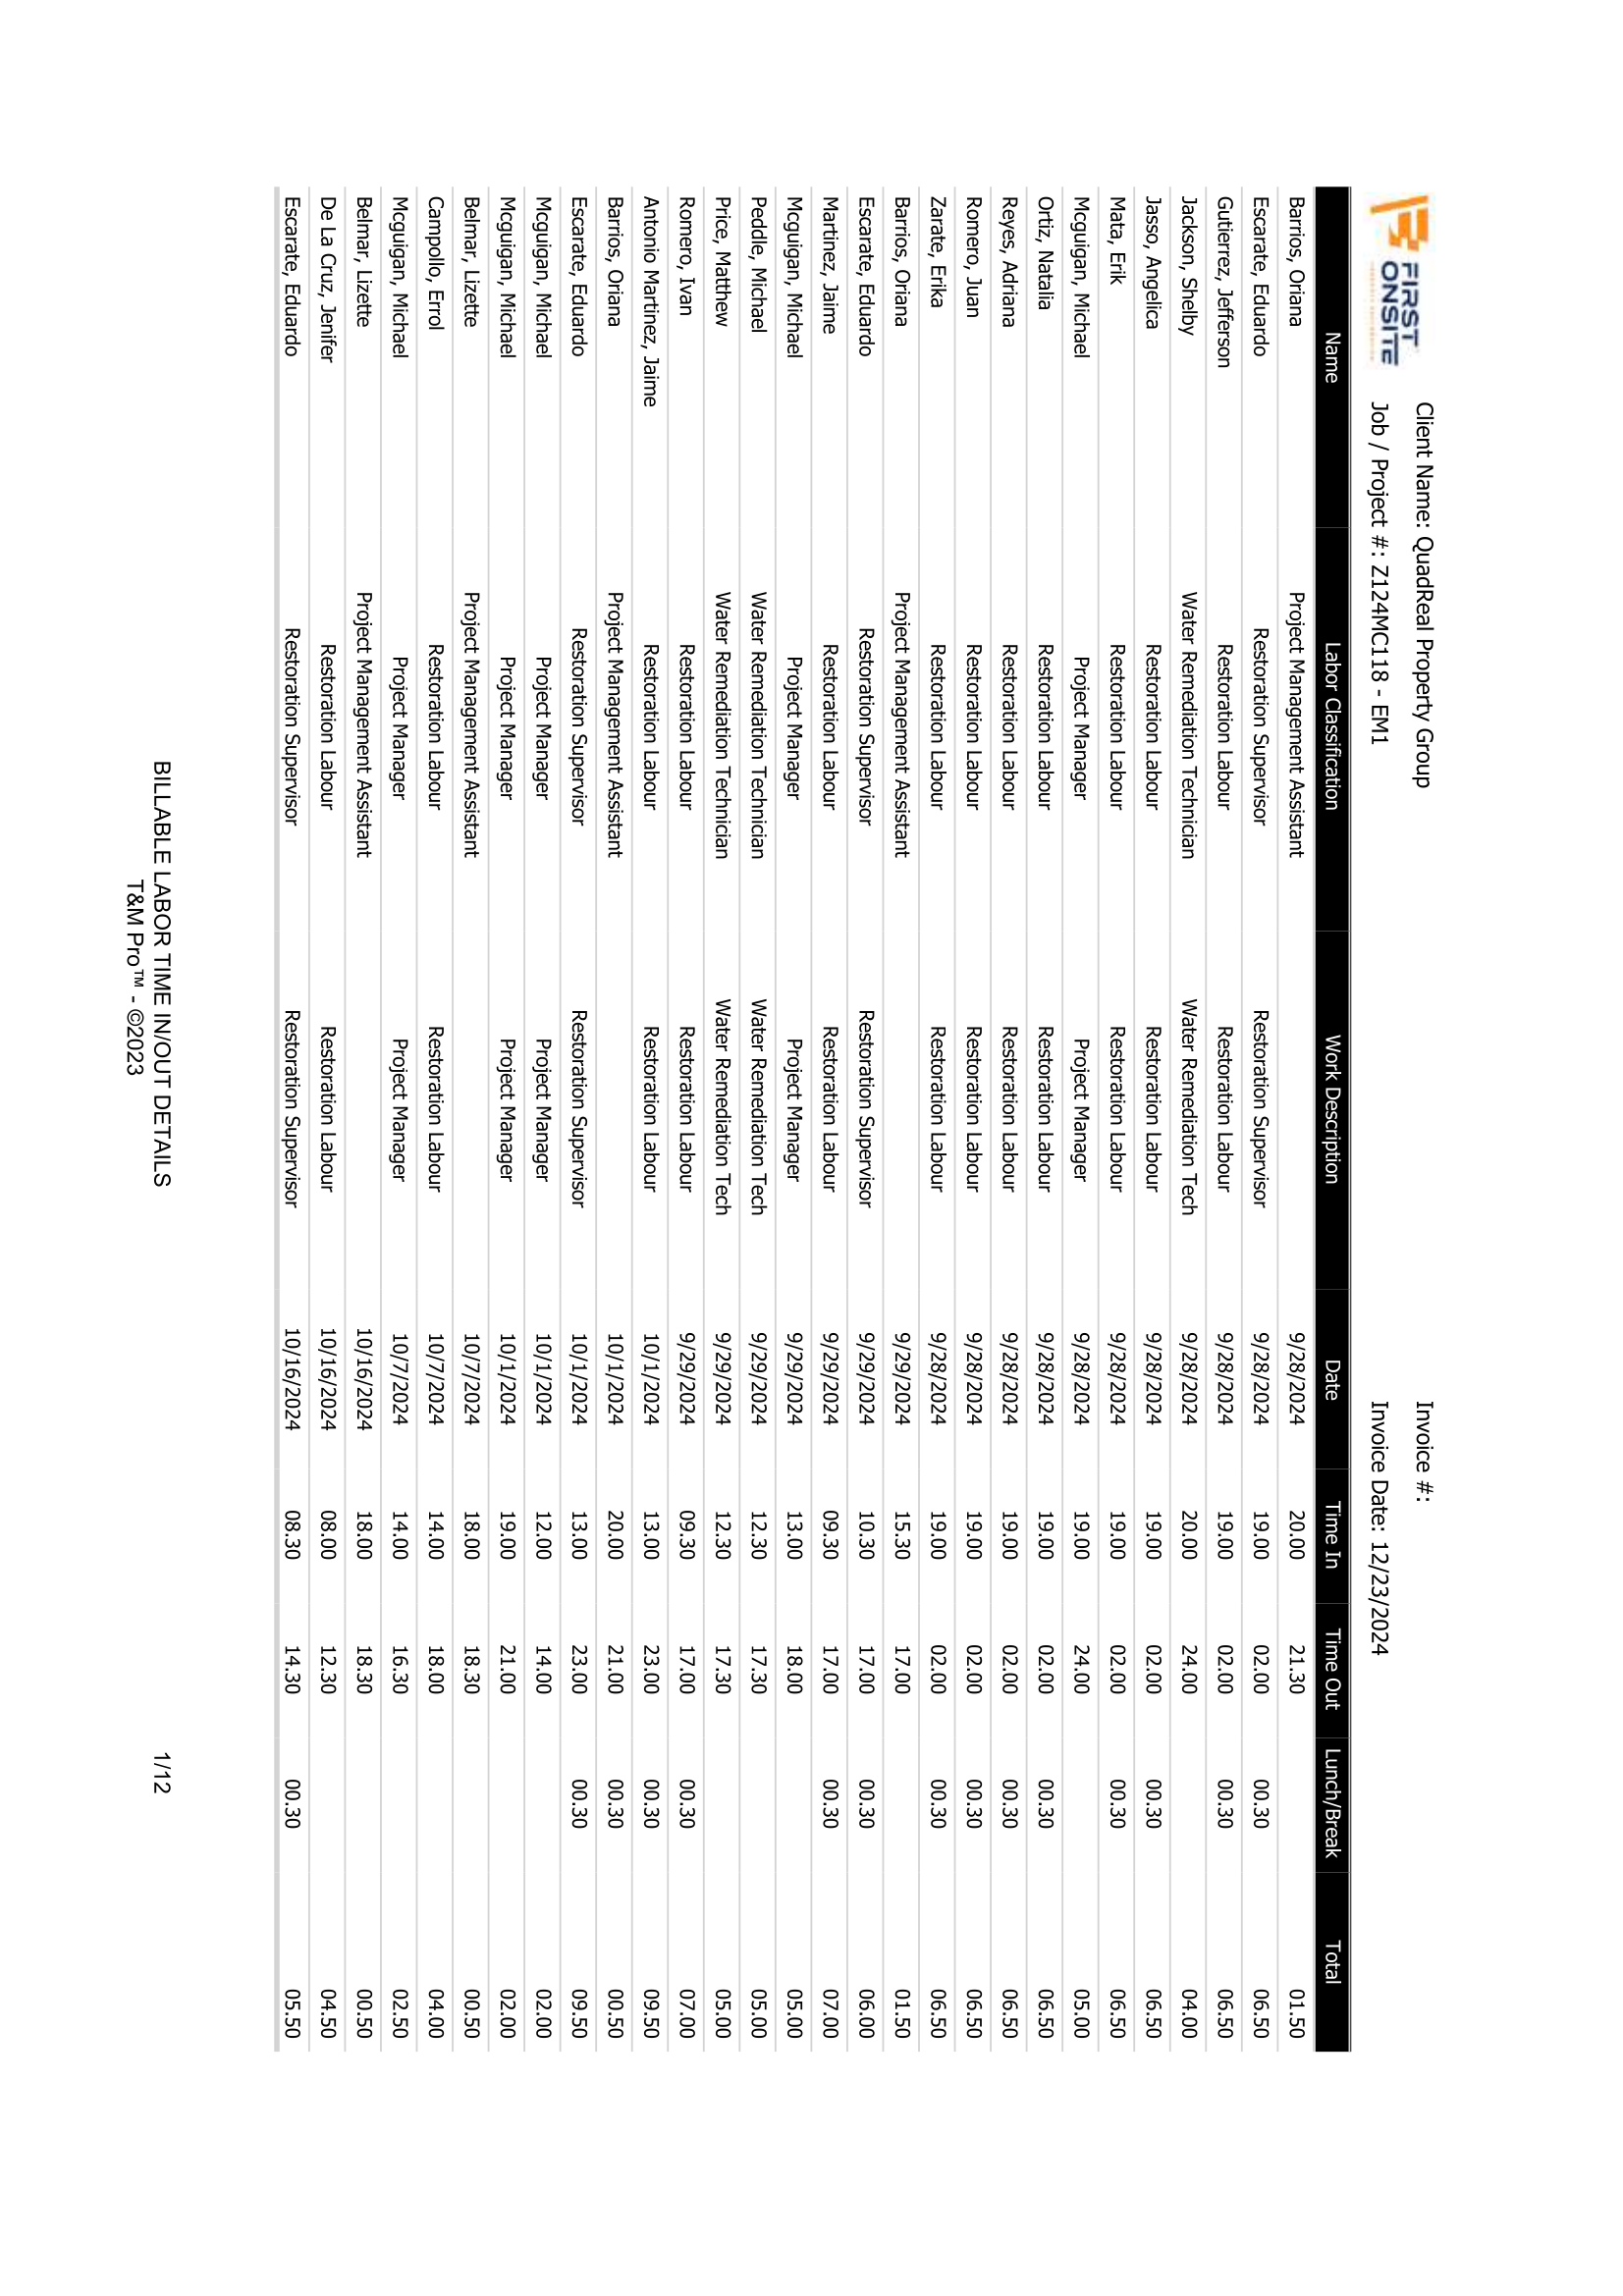 FIRST
ONSITE
Client Name: QuadReal Property Group
Invoice #:
Job / Project #: Z124MC118 - EM1
Invoice Date: 12/23/2024
Name Labor Classification Work Description Date Time In Time Out Lunch/Break Total
Barrios, Oriana Project Management Assistant 9/28/2024 20.00 21.30 01.50
Escarate, Eduardo Restoration Supervisor Restoration Supervisor 9/28/2024 19.00 02.00 00.30 06.50
Gutierrez, Jefferson Restoration Labour Restoration Labour 9/28/2024 19.00 02.00 00.30 06.50
Jackson, Shelby Water Remediation Technician Water Remediation Tech 9/28/2024 20.00 24.00 04.00
Jasso, Angelica Restoration Labour Restoration Labour 9/28/2024 19.00 02.00 00.30 06.50
Mata, Erik Restoration Labour Restoration Labour 9/28/2024 19.00 02.00 00.30 06.50
Mcguigan, Michael Project Manager Project Manager 9/28/2024 19.00 24.00 05.00
Ortiz, Natalia Restoration Labour Restoration Labour 9/28/2024 19.00 02.00 00.30 06.50
Reyes, Adriana Restoration Labour Restoration Labour 9/28/2024 19.00 02.00 00.30 06.50
Romero, Juan Restoration Labour Restoration Labour 9/28/2024 19.00 02.00 00.30 06.50
Zarate, Erika Restoration Labour Restoration Labour 9/28/2024 19.00 02.00 00.30 06.50
Barrios, Oriana Project Management Assistant 9/29/2024 15.30 17.00 01.50
Escarate, Eduardo Restoration Supervisor Restoration Supervisor 9/29/2024 10.30 17.00 00.30 06.00
Martinez, Jaime Restoration Labour Restoration Labour 9/29/2024 09.30 17.00 00.30 07.00
Mcguigan, Michael Project Manager Project Manager 9/29/2024 13.00 18.00 05.00
Peddle, Michael Water Remediation Technician Water Remediation Tech 9/29/2024 12.30 17.30 05.00
Price, Matthew Water Remediation Technician Water Remediation Tech 9/29/2024 12.30 17.30 05.00
Romero, Ivan Restoration Labour Restoration Labour 9/29/2024 09.30 17.00 00.30 07.00
Antonio Martinez, Jaime Restoration Labour Restoration Labour 10/1/2024 13.00 23.00 00.30 09.50
Barrios, Oriana Project Management Assistant 10/1/2024 20.00 21.00 00.30 00.50
Escarate, Eduardo Restoration Supervisor Restoration Supervisor 10/1/2024 13.00 23.00 00.30 09.50
Mcguigan, Michael Project Manager Project Manager 10/1/2024 12.00 14.00 02.00
Mcguigan, Michael Project Manager Project Manager 10/1/2024 19.00 21.00 02.00
Belmar, Lizette Project Management Assistant 10/7/2024 18.00 18.30 00.50
Campollo, Errol Restoration Labour Restoration Labour 10/7/2024 14.00 18.00 04.00
Mcguigan, Michael Project Manager Project Manager 10/7/2024 14.00 16.30 02.50
Belmar, Lizette Project Management Assistant 10/16/2024 18.00 18.30 00.50
De La Cruz, Jenifer Restoration Labour Restoration Labour 10/16/2024 08.00 12.30 04.50
Escarate, Eduardo Restoration Supervisor Restoration Supervisor 10/16/2024 08.30 14.30 00.30 05.50
BILLABLE LABOR TIME IN/OUT DETAILS 1/12
T&M Pro™ - ©2023